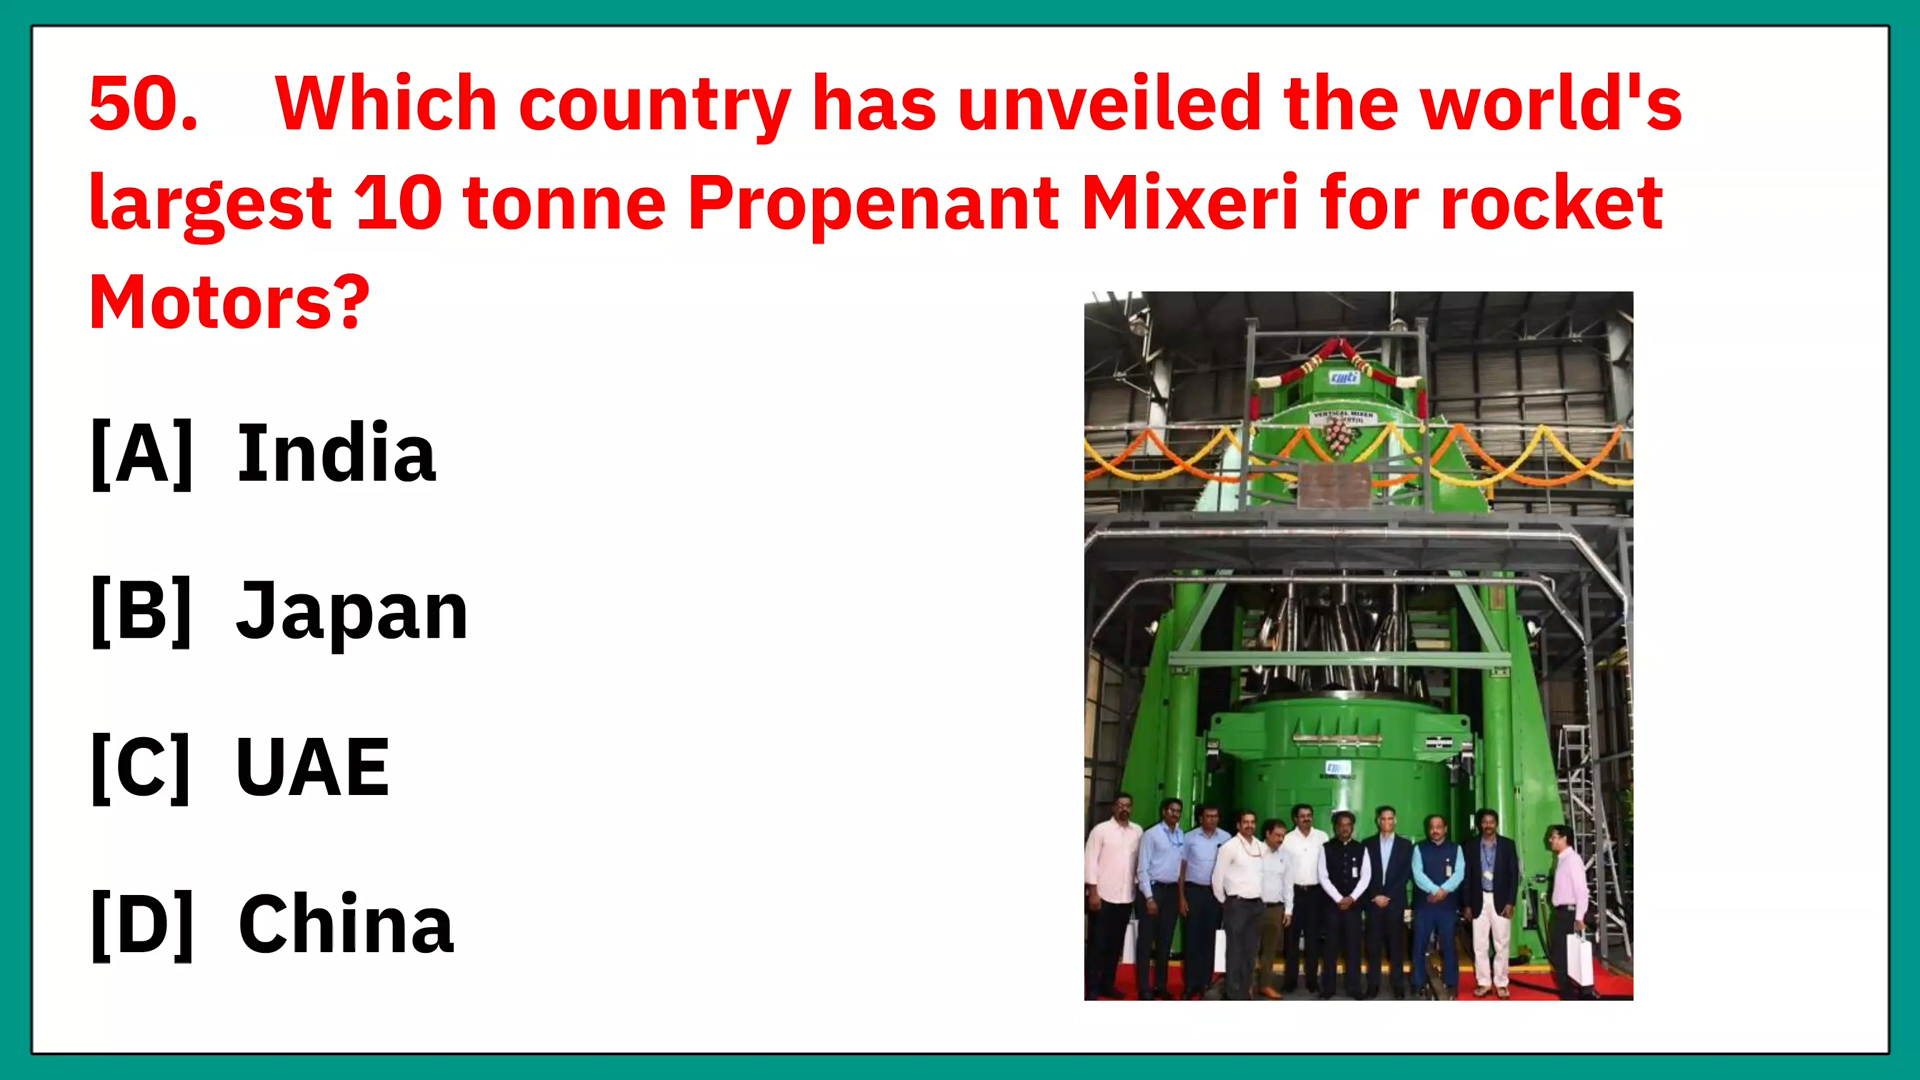 50. Which country has unveiled the world's
largest 10 tonne Propenant Mixeri for rocket
Motors?
[A] India
[B] Japan
[C] UAE
[D] China
VERTICAL MIXER